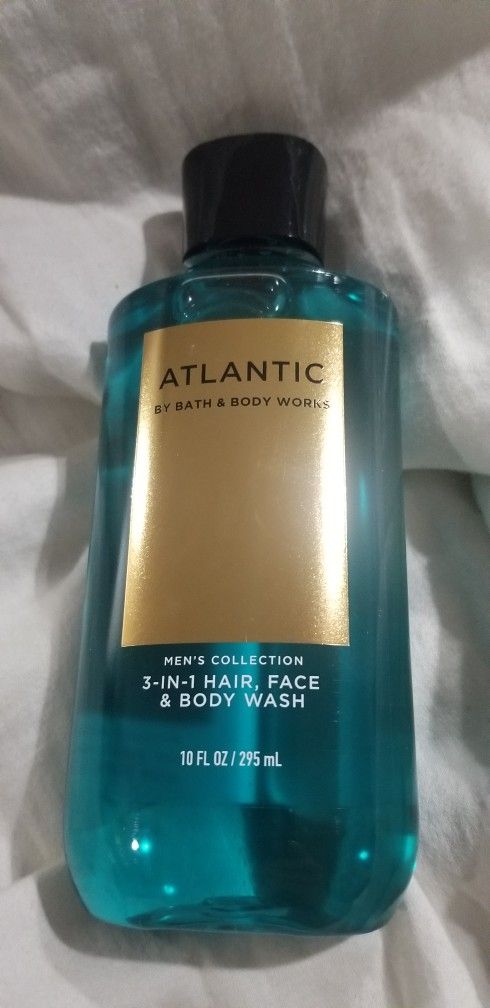 ATLANTIC
BY BATH & BODY WORKS
MEN'S COLLECTION
3-IN-1 HAIR, FACE
& BODY WASH
10 FL OZ / 295 mL